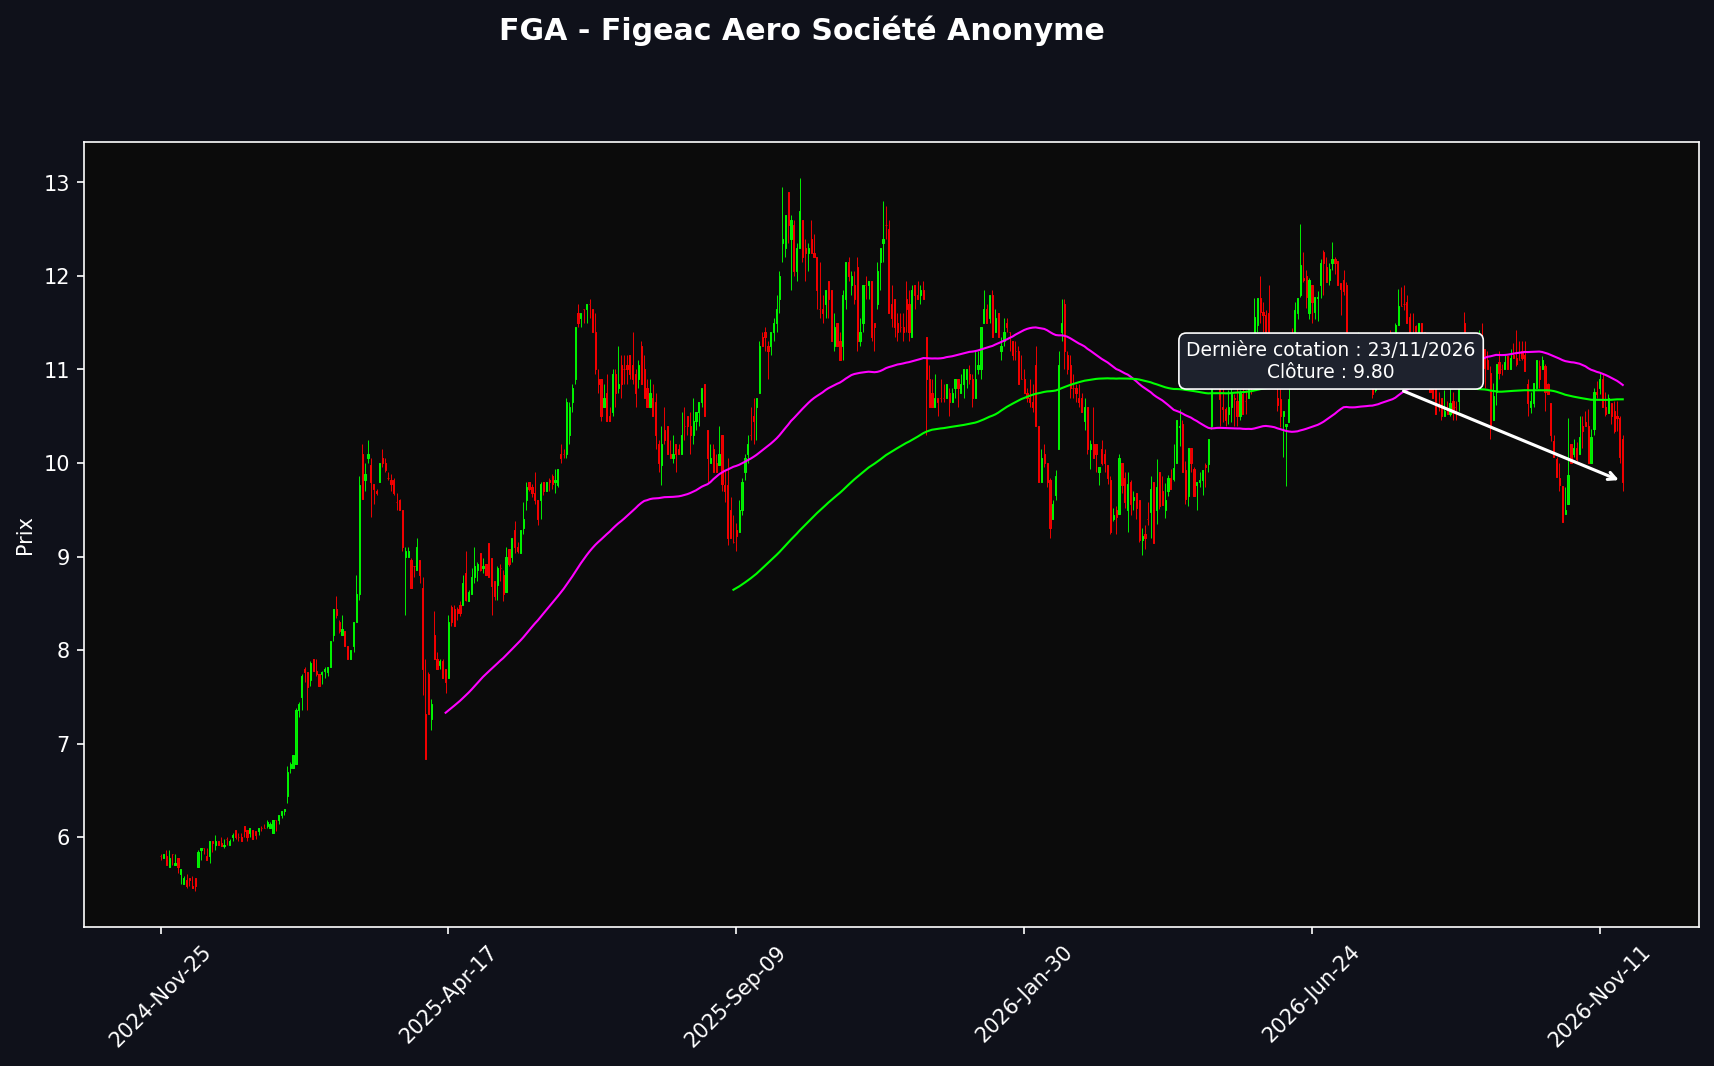 FGA - Figeac Aero Société Anonyme
Prix
13
12
11
10
9
8
7
6
Dernière cotation : 23/11/2026
Clôture : 9.80
2024-Nov-25
2025-Apr-17
2025-Sep-09
2026-Jan-30
2026-Jun-24
2026-Nov-11